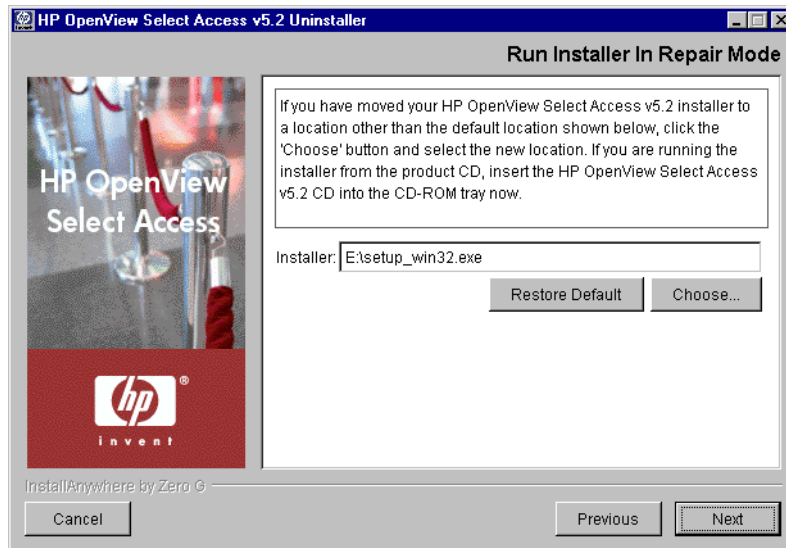 HP OpenView Select Access v5.2 Uninstaller
Run Installer In Repair Mode
HP OpenView
Select Access
hp
®
invent
If you have moved your HP OpenView Select Access v5.2 installer to
a location other than the default location shown below, click the
'Choose' button and select the new location. If you are running the
installer from the product CD, insert the HP OpenView Select Access
v5.2 CD into the CD-ROM tray now.
Installer: E:\setup_win32.exe
Restore Default Choose...
InstallAnywhere by Zero G
Cancel Previous Next